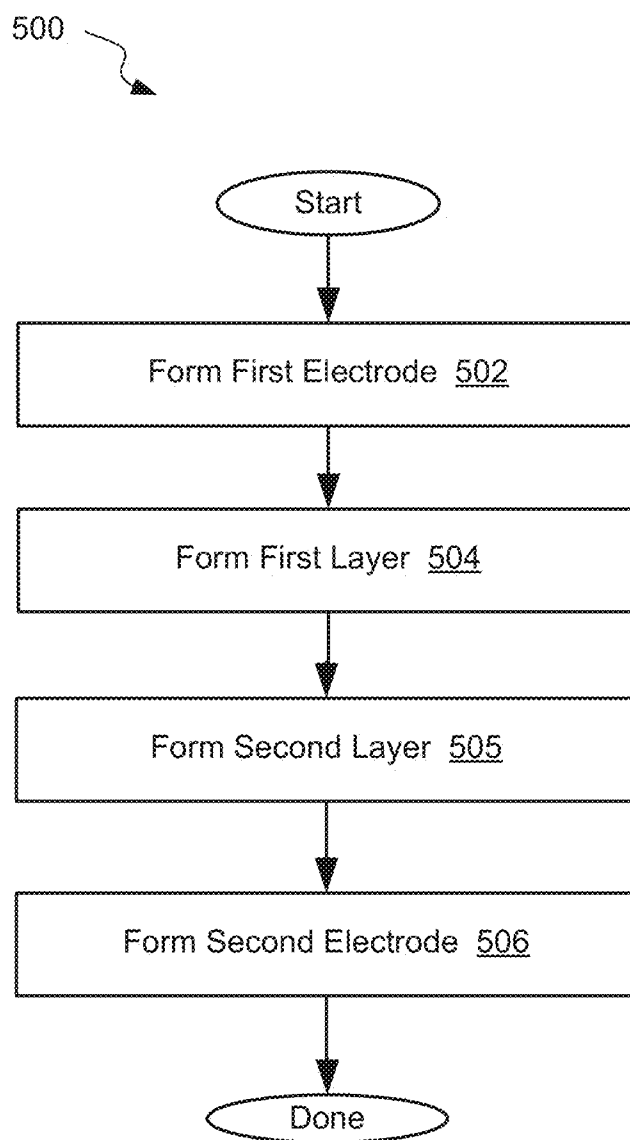 500
Start
Form First Electrode 502
Form First Layer 504
Form Second Layer 505
Form Second Electrode 506
Done